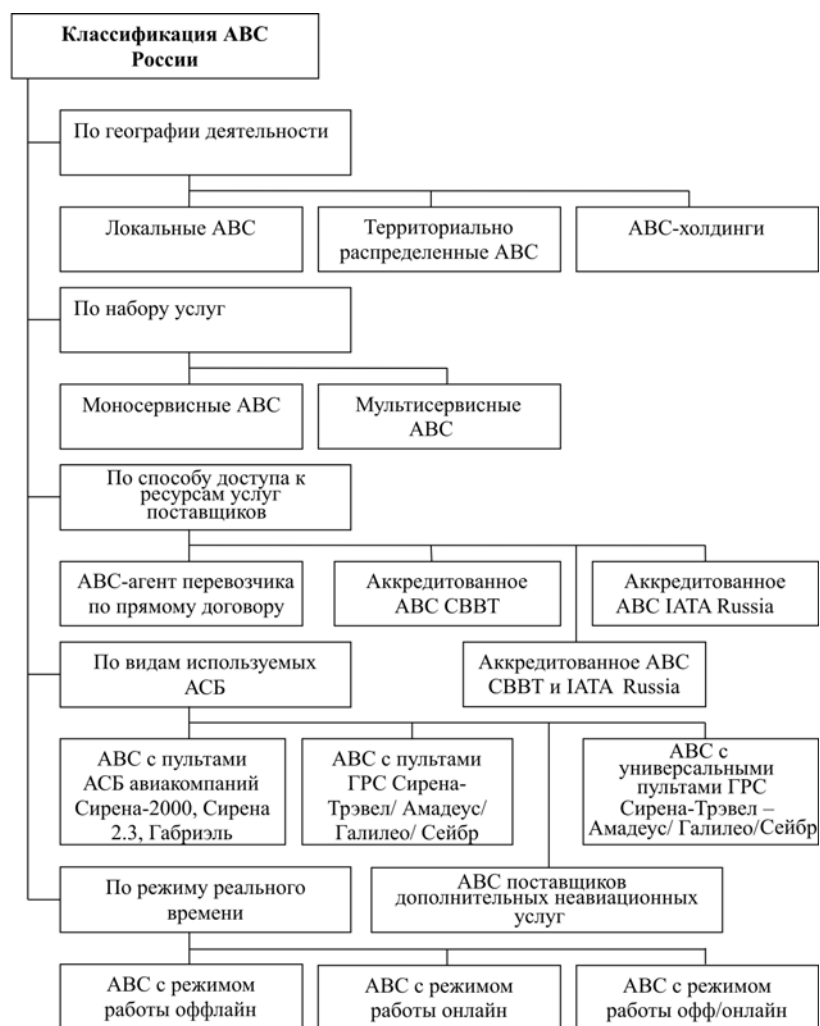 Классификация АВС
России
По географии деятельности
Локальные АВС
Территориально
распределенные АВС
АВС-холдинги
По набору услуг
Моносервисные АВС
Мультисервисные
АВС
По способу доступа к
ресурсам услуг
поставщиков
АВС-агент перевозчика
по прямому договору
Аккредитованное
АВС СВВТ
Аккредитованное
АВС IATA Russia
Аккредитованное АВС
СВВТ и IATA Russia
По видам используемых
АСБ
АВС с пультами
АСБ авиакомпаний
Сирена-2000, Сирена
2.3, Габриэль
АВС с пультами
ГРС Сирена-
Трэвел/ Амадеус/
Галилео/ Сейбр
АВС с
универсальными
пультами ГРС
Сирена-Трэвел –
Амадеус/ Галилео/Сейбр
АВС поставщиков
дополнительных неавиационных
услуг
По режиму реального
времени
АВС с режимом
работы оффлайн
АВС с режимом
работы онлайн
АВС с режимом
работы офф/онлайн